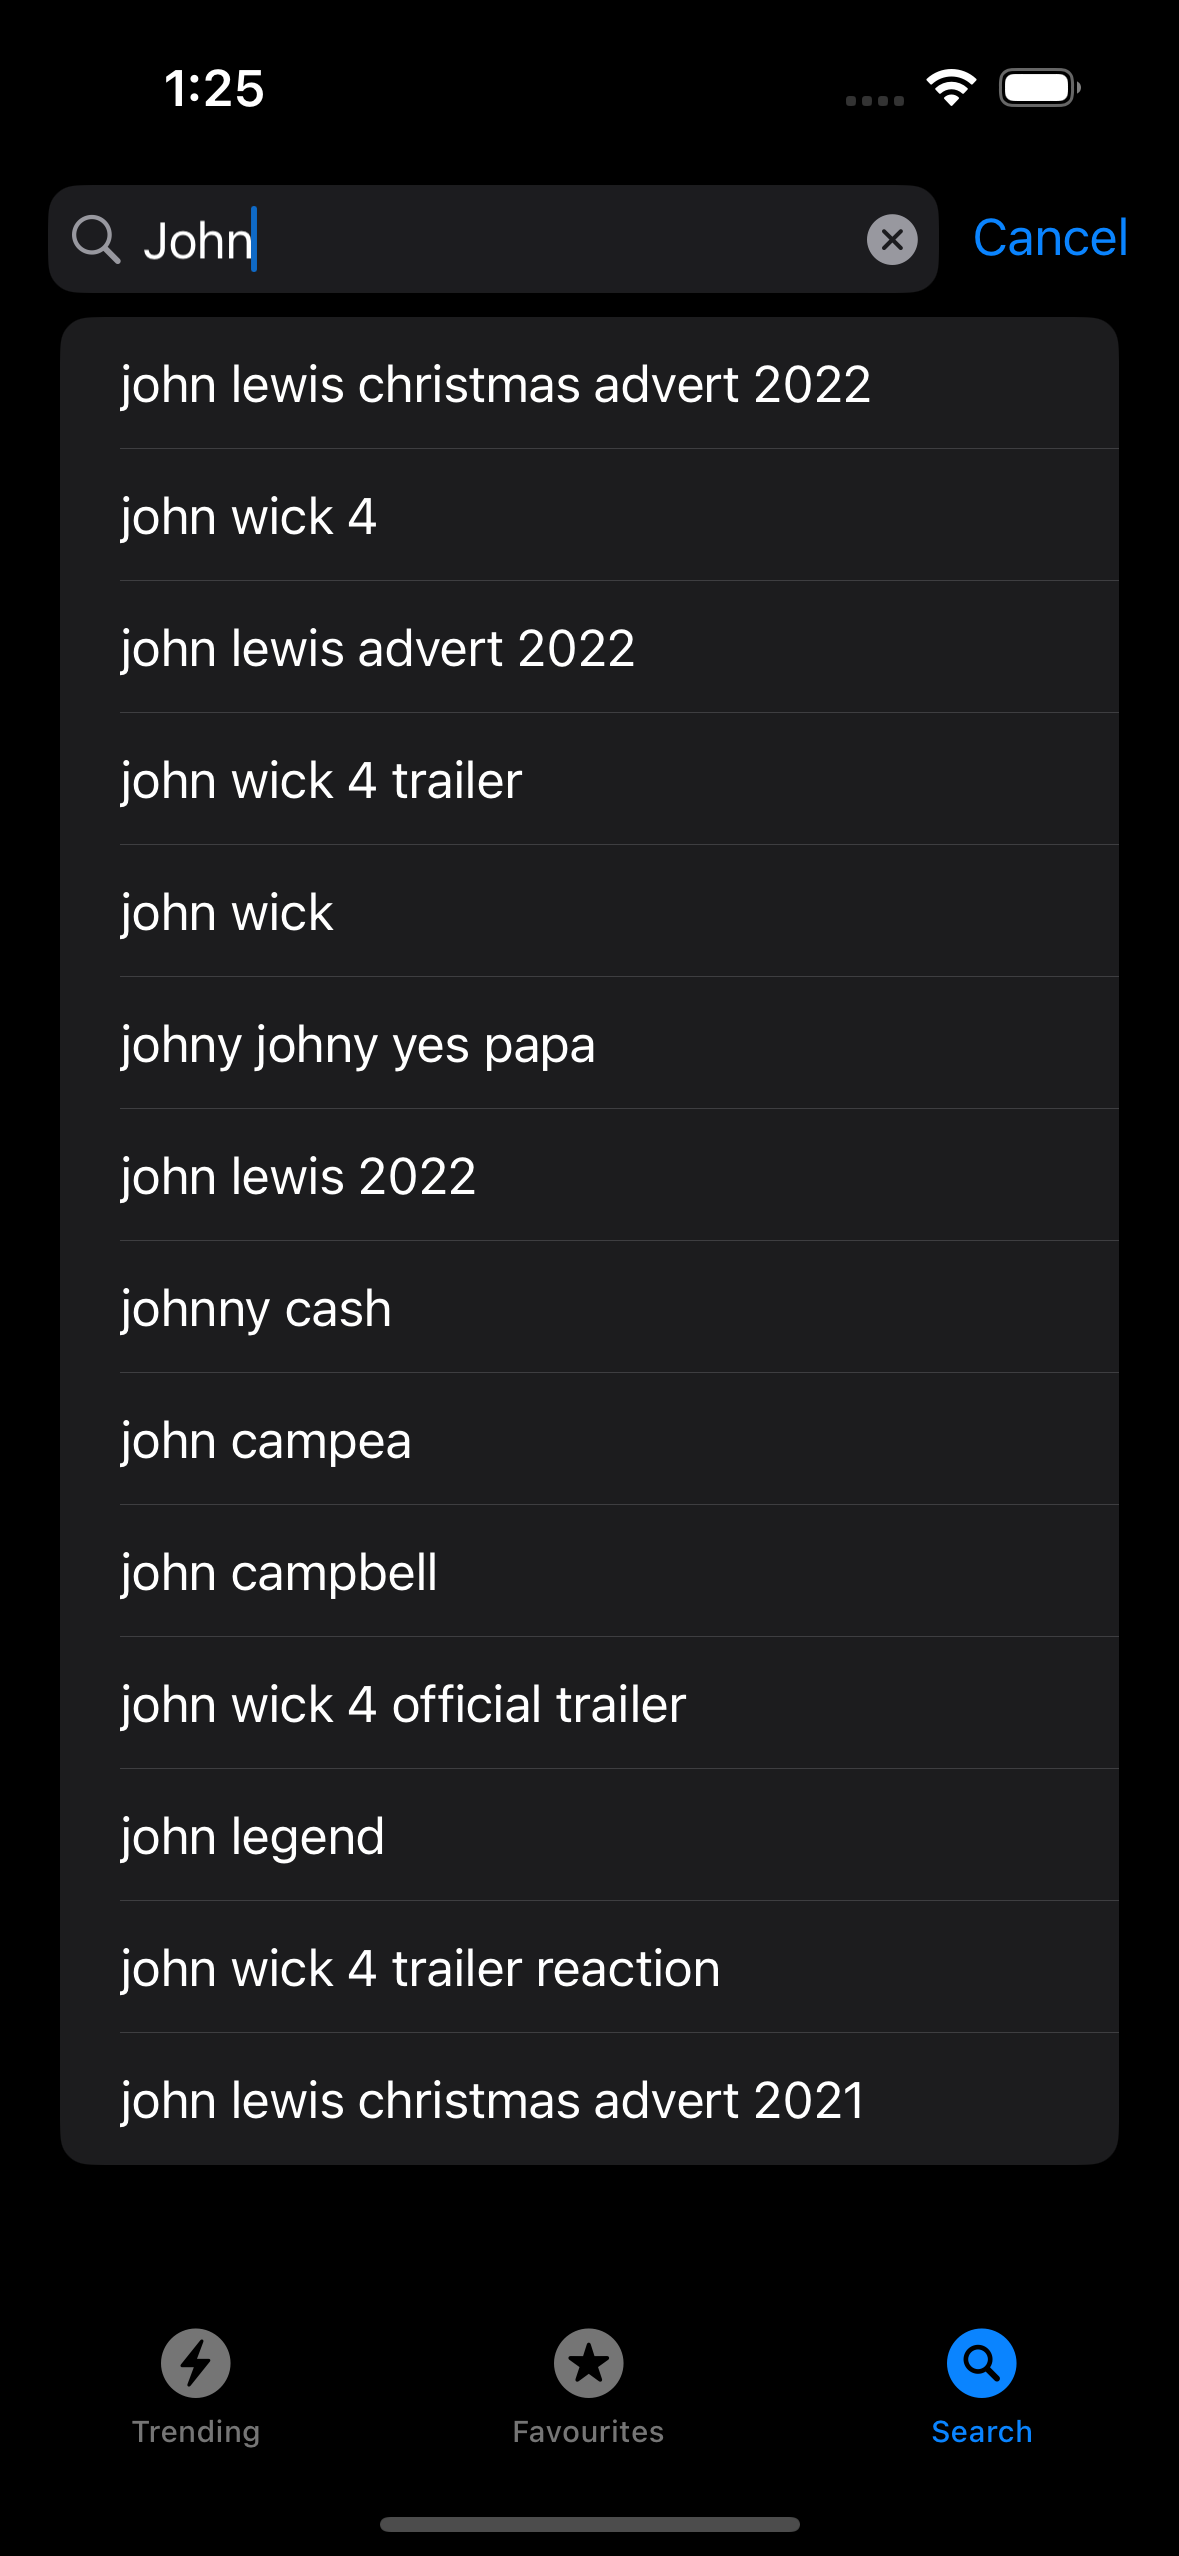 1:25
John
Cancel
john lewis christmas advert 2022
john wick 4
john lewis advert 2022
john wick 4 trailer
john wick
johny johny yes papa
john lewis 2022
johnny cash
john campea
john campbell
john wick 4 official trailer
john legend
john wick 4 trailer reaction
john lewis christmas advert 2021
Trending
Favourites
Search